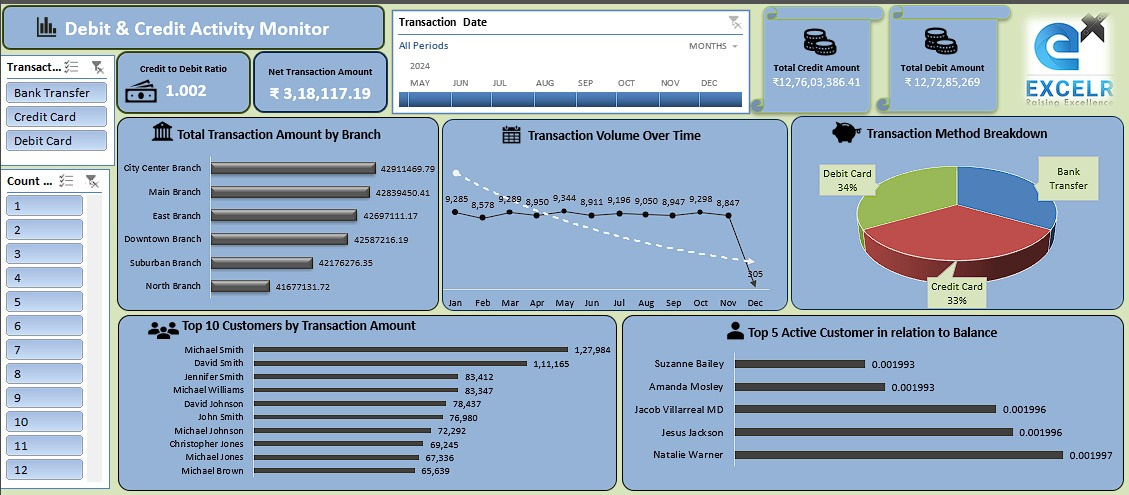 Debit & Credit Activity Monitor
Transaction Date
All Periods
MONTHS
2024
MAY JUN JUL AUG SEP OCT NOV DEC
Total Credit Amount
₹12,76,03,386.41
Total Debit Amount
₹ 12,72,85,269
EXCELR
Raising Excellence
Transact...
Bank Transfer
Credit Card
Debit Card
Credit to Debit Ratio
1.002
Net Transaction Amount
₹ 3,18,117.19
Count ...
1
2
3
4
5
6
7
8
9
10
11
12
Total Transaction Amount by Branch
City Center Branch 42911469.79
Main Branch 42839450.41
East Branch 42697111.17
Downtown Branch 42587216.19
Suburban Branch 42176276.35
North Branch 41677131.72
Transaction Volume Over Time
9,285 8,578 9,289 8,950 9,344 8,911 9,196 9,050 8,947 9,298 8,847
305
Jan Feb Mar Apr May Jun Jul Aug Sep Oct Nov Dec
Transaction Method Breakdown
Debit Card
34%
Bank
Transfer
Credit Card
33%
Top 10 Customers by Transaction Amount
Michael Smith 1,27,984
David Smith 1,11,165
Jennifer Smith 83,412
Michael Williams 83,347
David Johnson 78,437
John Smith 76,980
Michael Johnson 72,292
Christopher Jones 69,245
Michael Jones 67,336
Michael Brown 65,639
Top 5 Active Customer in relation to Balance
Suzanne Bailey 0.001993
Amanda Mosley 0.001993
Jacob Villarreal MD 0.001996
Jesus Jackson 0.001996
Natalie Warner 0.001997